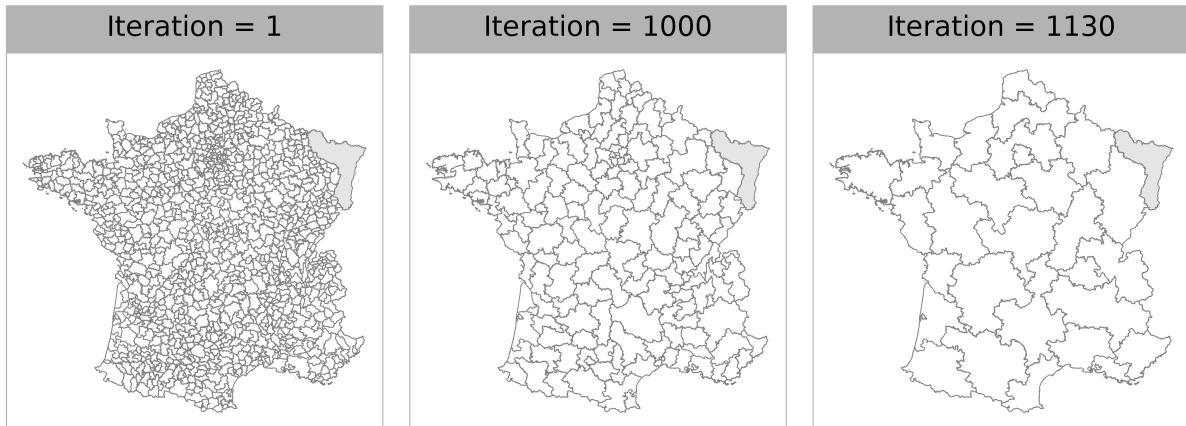 Iteration = 1
Iteration = 1000
Iteration = 1130